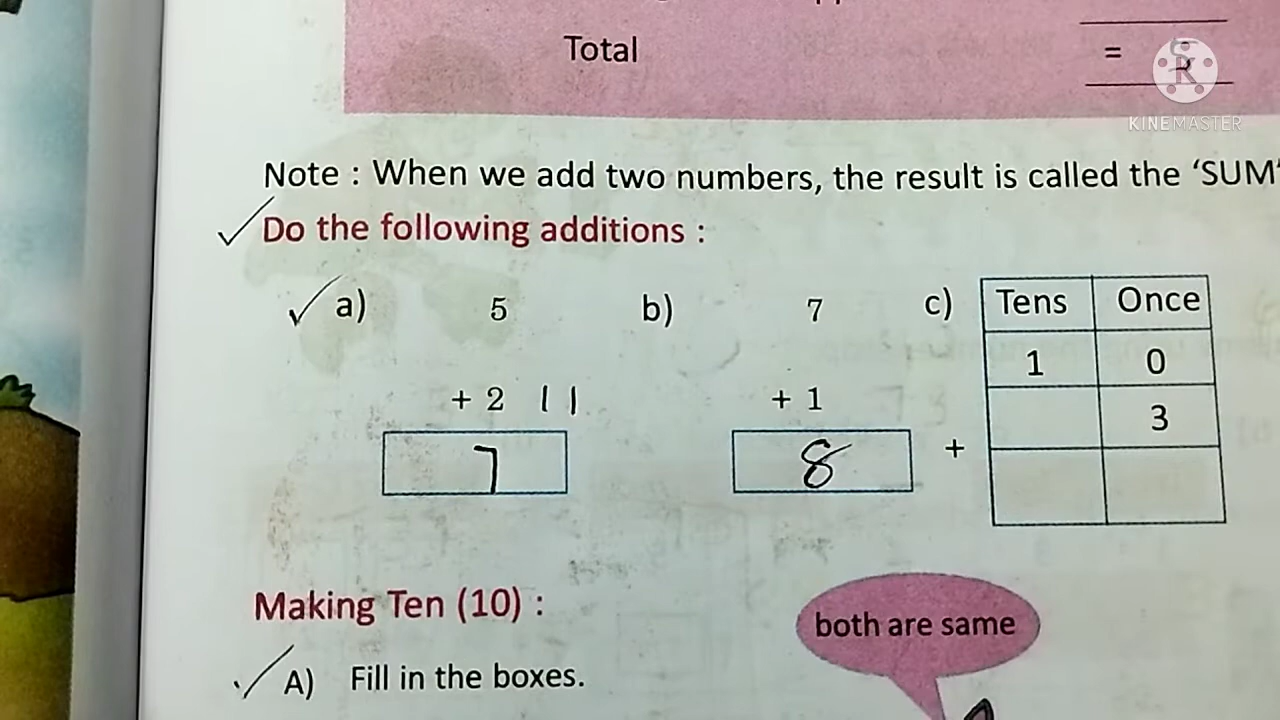 Total
= 5
KINEMASTER
Note : When we add two numbers, the result is called the ‘SUM’
Do the following additions :
a) 5 b) 7 c) Tens Once
1 0
+ 2 | | + 1 3
7 8 +
Making Ten (10) :
both are same
A) Fill in the boxes.